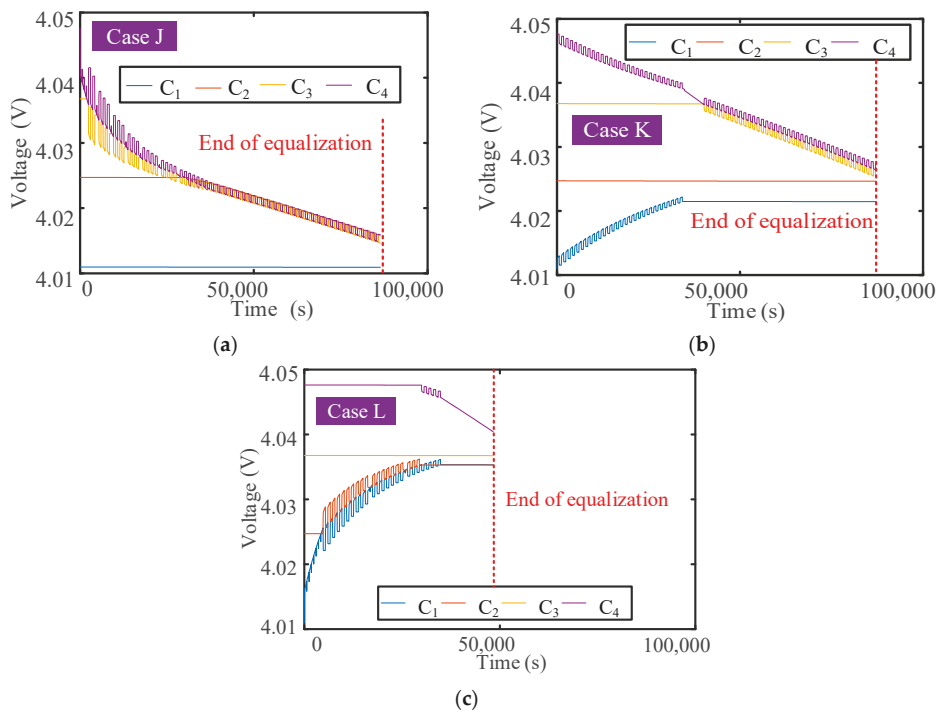 4.05
4.04
4.03
4.02
4.01
Voltage (V)
Case J
C1 C2 C3 C4
End of equalization
0 50,000 100,000
Time (s)
(a)
4.05
4.04
4.03
4.02
4.01
Voltage (V)
C1 C2 C3 C4
Case K
End of equalization
0 50,000 100,000
Time (s)
(b)
4.05
4.04
4.03
4.02
4.01
Voltage (V)
Case L
End of equalization
C1 C2 C3 C4
0 50,000 100,000
Time (s)
(c)